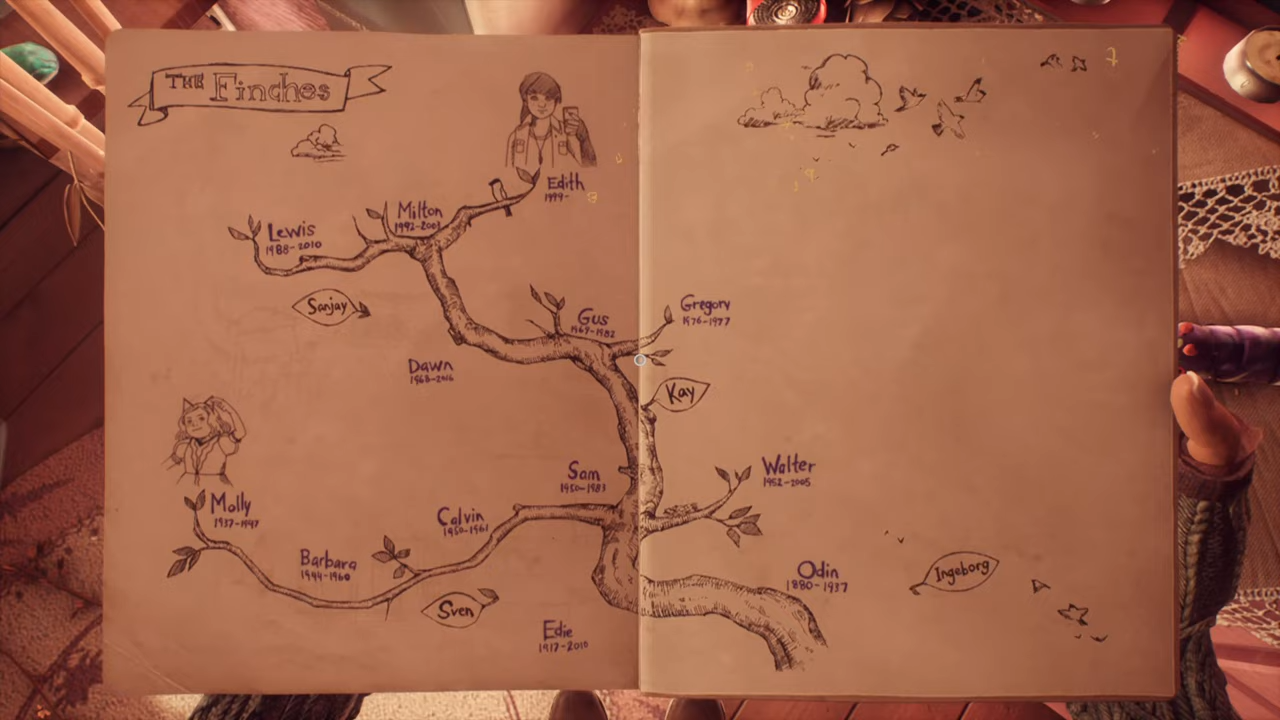 THE Finches
Edith
1999-
Milton
1992-2003
Lewis
1988-2010
Sanjay
Gus
1969-1982
Gregory
1976-1977
Dawn
1968-2016
Kay
Sam
1950-1983
Walter
1952-2005
Molly
1937-1947
Calvin
1950-1961
Barbara
1944-1960
Sven
Odin
1880-1937
Ingeborg
Edie
1917-2010